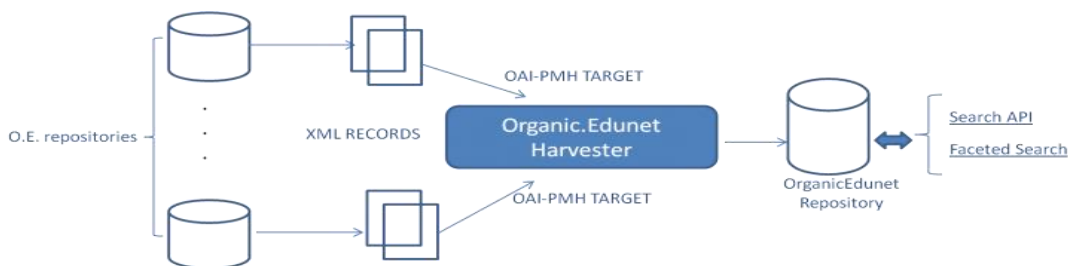 OAI-PMH TARGET
O.E. repositories
XML RECORDS
Organic.Edunet
Harvester
Search API
Faceted Search
OAI-PMH TARGET
OrganicEdunet
Repository